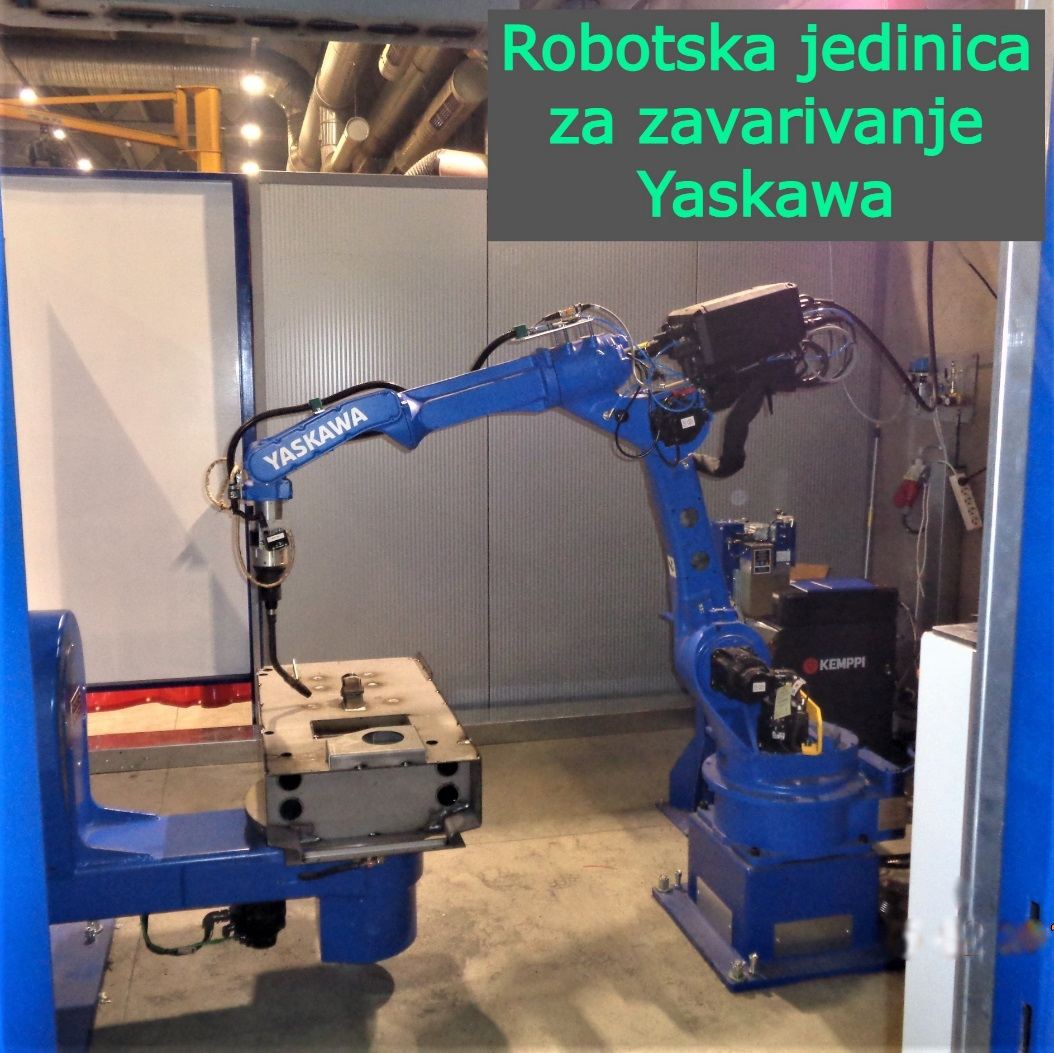 Robotska jedinica
za zavarivanje
Yaskawa
YASKAWA
KEMPPI